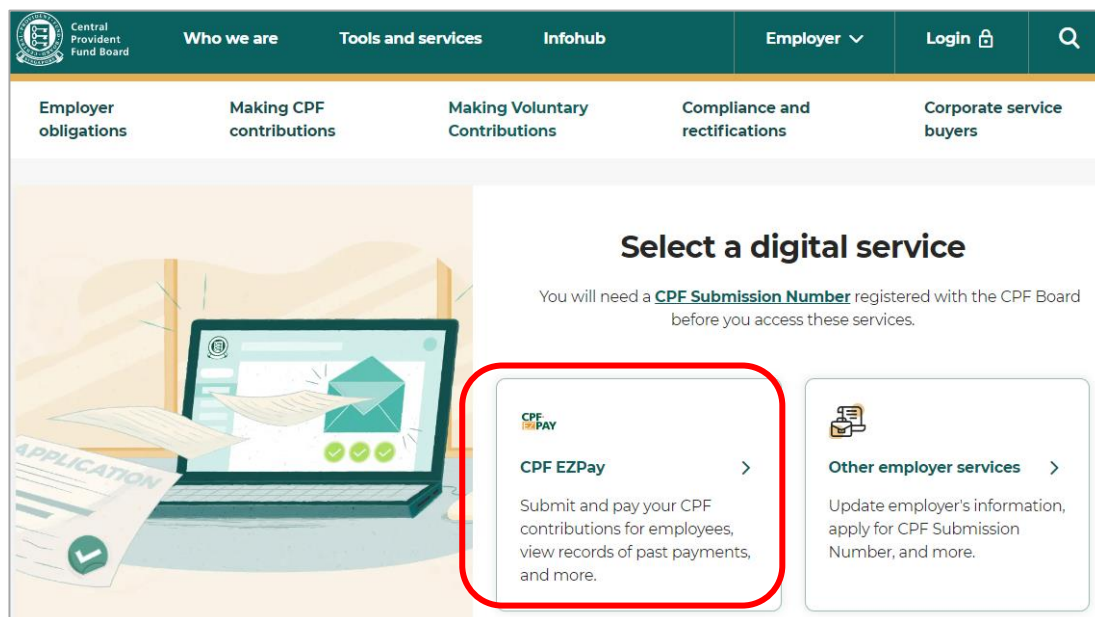 Central
Provident
Fund Board
Who we are
Tools and services
Infohub
Employer
Login
Employer
obligations
Making CPF
contributions
Making Voluntary
Contributions
Compliance and
rectifications
Corporate service
buyers
APPLICATION
Select a digital service
You will need a CPF Submission Number registered with the CPF Board
before you access these services.
CPF
EZPAY
CPF EZPay
Submit and pay your CPF
contributions for employees,
view records of past payments,
and more.
Other employer services
Update employer's information,
apply for CPF Submission
Number, and more.